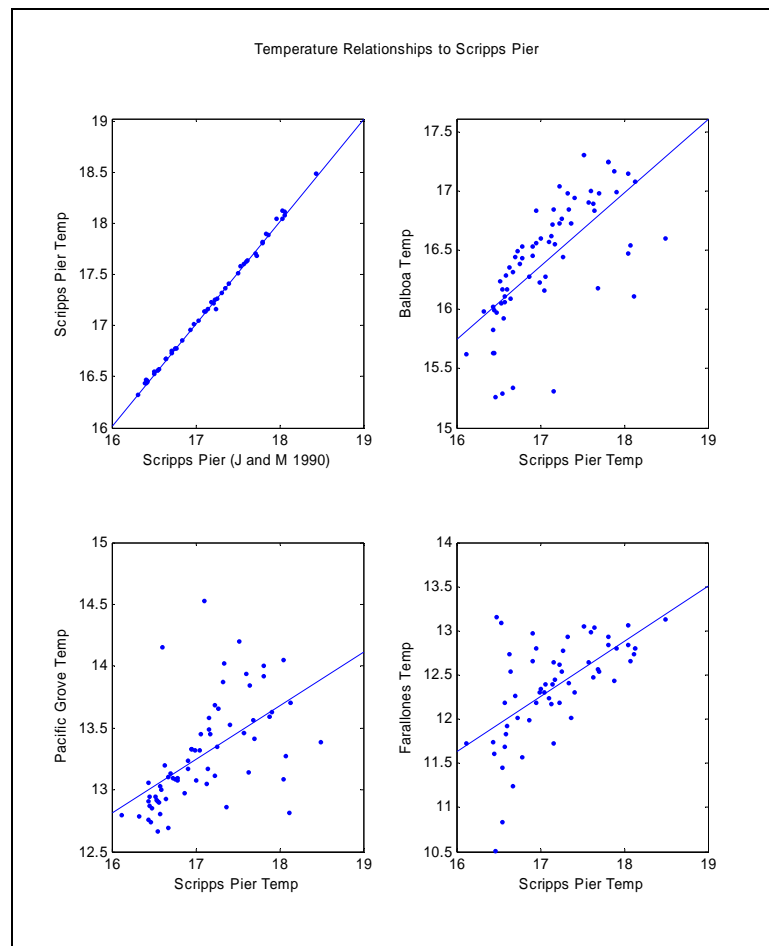 Temperature Relationships to Scripps Pier
19
18.5
18
17.5
17
16.5
16
Scripps Pier Temp
16 17 18 19
Scripps Pier (J and M 1990)
17.5
17
16.5
16
15.5
15
Balboa Temp
16 17 18 19
Scripps Pier Temp
15
14.5
14
13.5
13
12.5
Pacific Grove Temp
16 17 18 19
Scripps Pier Temp
14
13.5
13
12.5
12
11.5
11
10.5
Farallones Temp
16 17 18 19
Scripps Pier Temp